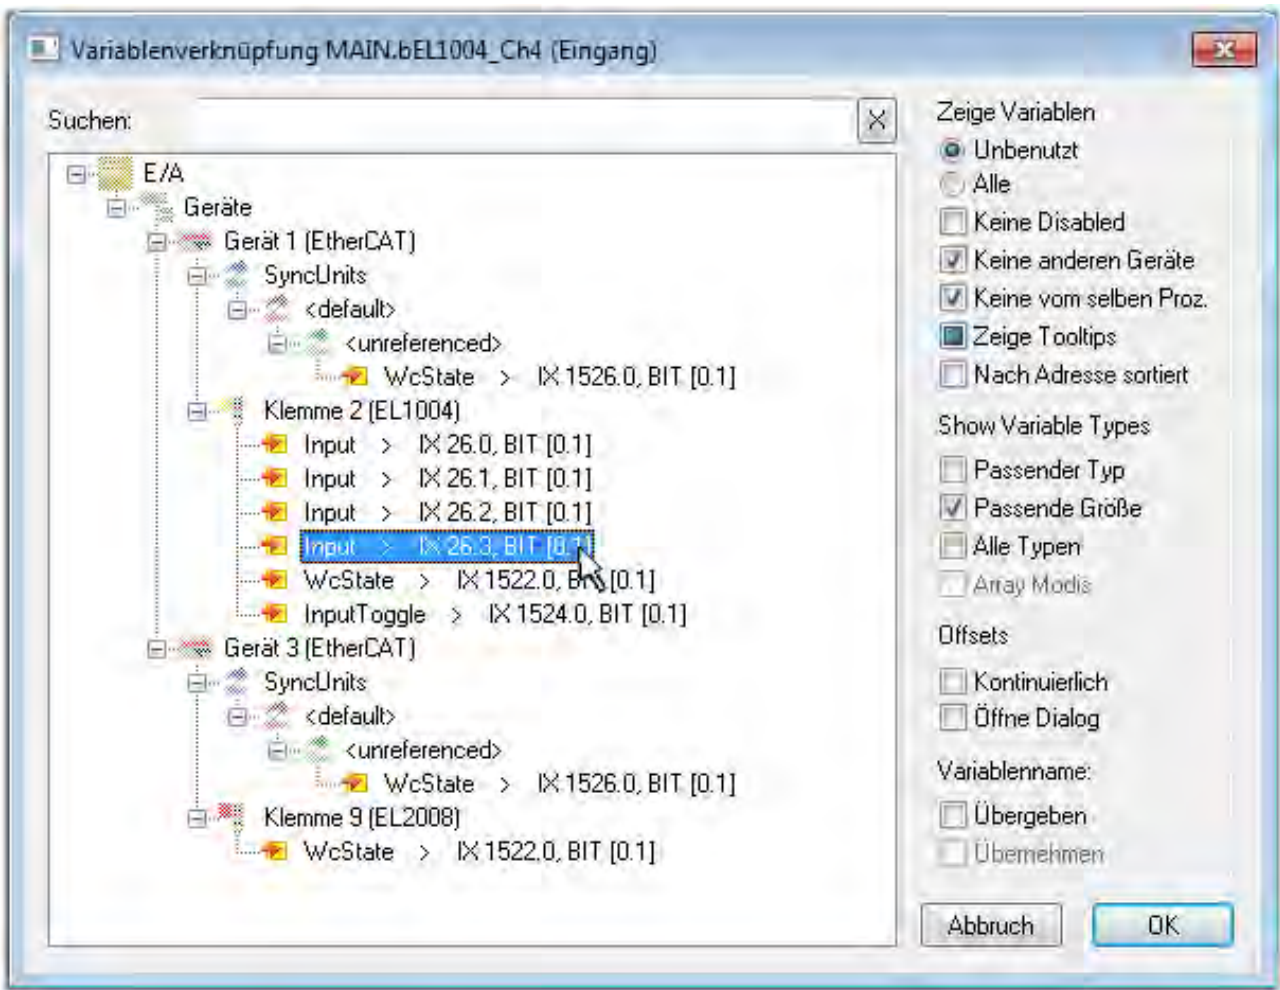 Variablenverknüpfung MAIN.bEL1004_Ch4 (Eingang)
Suchen:
E/A
Geräte
Gerät 1 (EtherCAT)
SyncUnits
<default>
<unreferenced>
WcState > IX 1526.0, BIT [0.1]
Klemme 2 (EL1004)
Input > IX 26.0, BIT [0.1]
Input > IX 26.1, BIT [0.1]
Input > IX 26.2, BIT [0.1]
Input > IX 26.3, BIT [0.1]
WcState > IX 1522.0, BIT [0.1]
InputToggle > IX 1524.0, BIT [0.1]
Gerät 3 (EtherCAT)
SyncUnits
<default>
<unreferenced>
WcState > IX 1526.0, BIT [0.1]
Klemme 9 (EL2008)
WcState > IX 1522.0, BIT [0.1]
Zeige Variablen
Unbenutzt
Alle
Keine Disabled
Keine anderen Geräte
Keine vom selben Proz.
Zeige Tooltips
Nach Adresse sortiert
Show Variable Types
Passender Typ
Passende Größe
Alle Typen
Array Modis
Offsets
Kontinuierlich
Öffne Dialog
Variablenname:
Übergeben
Übernehmen
Abbruch
OK